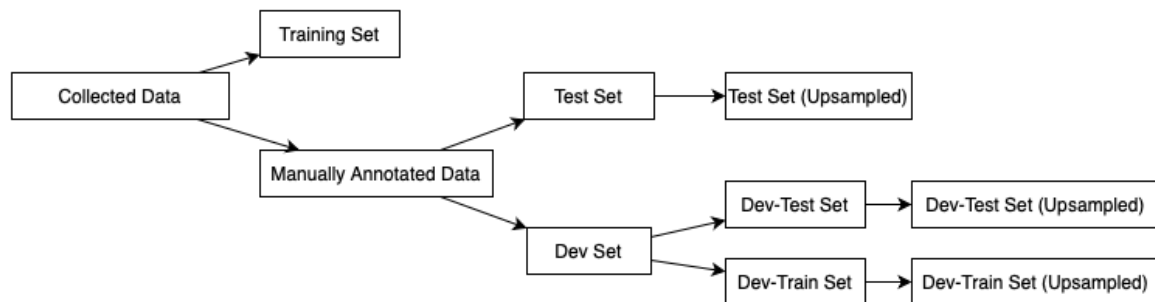 Training Set
Collected Data
Test Set
Test Set (Upsampled)
Manually Annotated Data
Dev-Test Set
Dev-Test Set (Upsampled)
Dev Set
Dev-Train Set
Dev-Train Set (Upsampled)